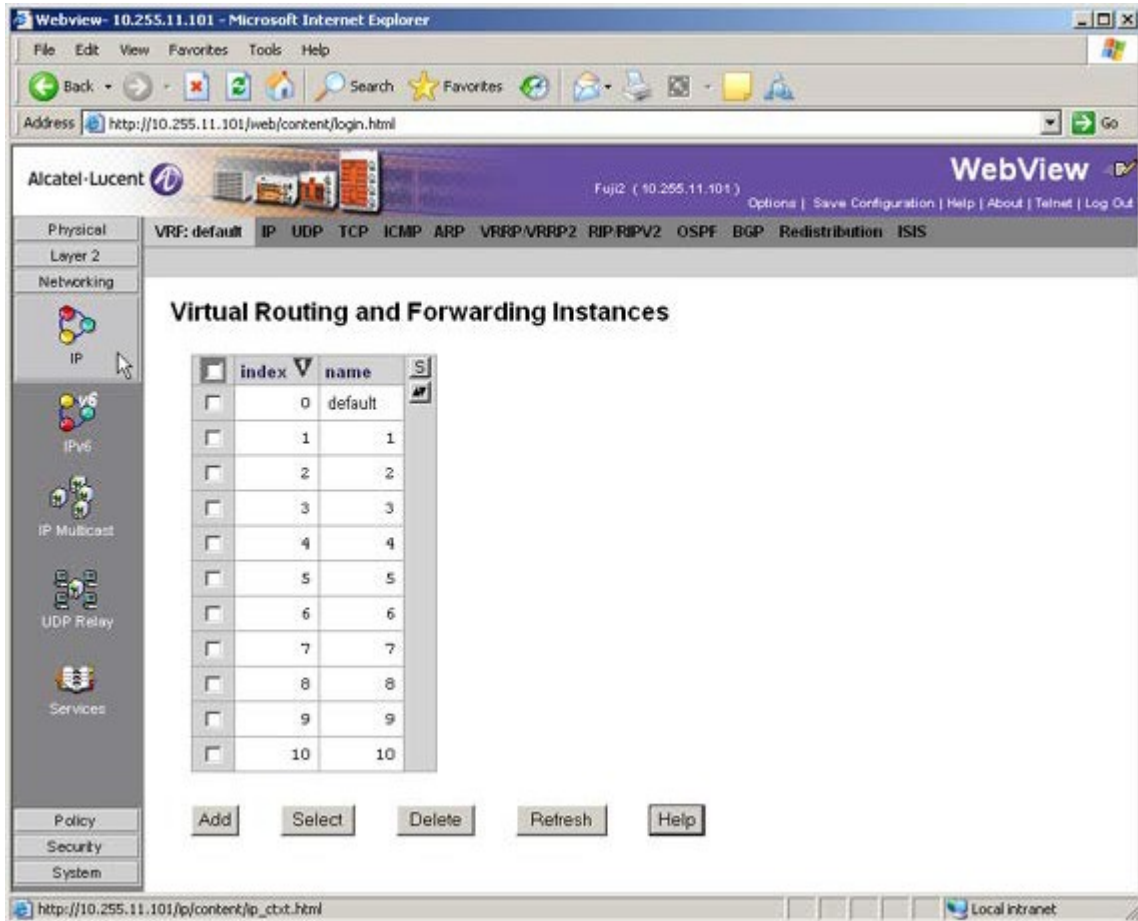 Webview- 10.255.11.101 - Microsoft Internet Explorer
File Edit View Favorites Tools Help
Back Search Favorites
Address http://10.255.11.101/web/content/login.html Go
Alcatel-Lucent
WebView
Fuji2 ( 10.255.11.101 )
Options | Save Configuration | Help | About | Telnet | Log Out
Physical
Layer 2
Networking
IP
v6
IPv6
IP Multicast
UDP Relay
Services
Policy
Security
System
VRF: default IP UDP TCP ICMP ARP VRRP/VRRP2 RIP/RIPV2 OSPF BGP Redistribution ISIS
Virtual Routing and Forwarding Instances
index name S
0 default
1 1
2 2
3 3
4 4
5 5
6 6
7 7
8 8
9 9
10 10
Add Select Delete Refresh Help
http://10.255.11.101/ip/content/ip_ctxt.html Local intranet